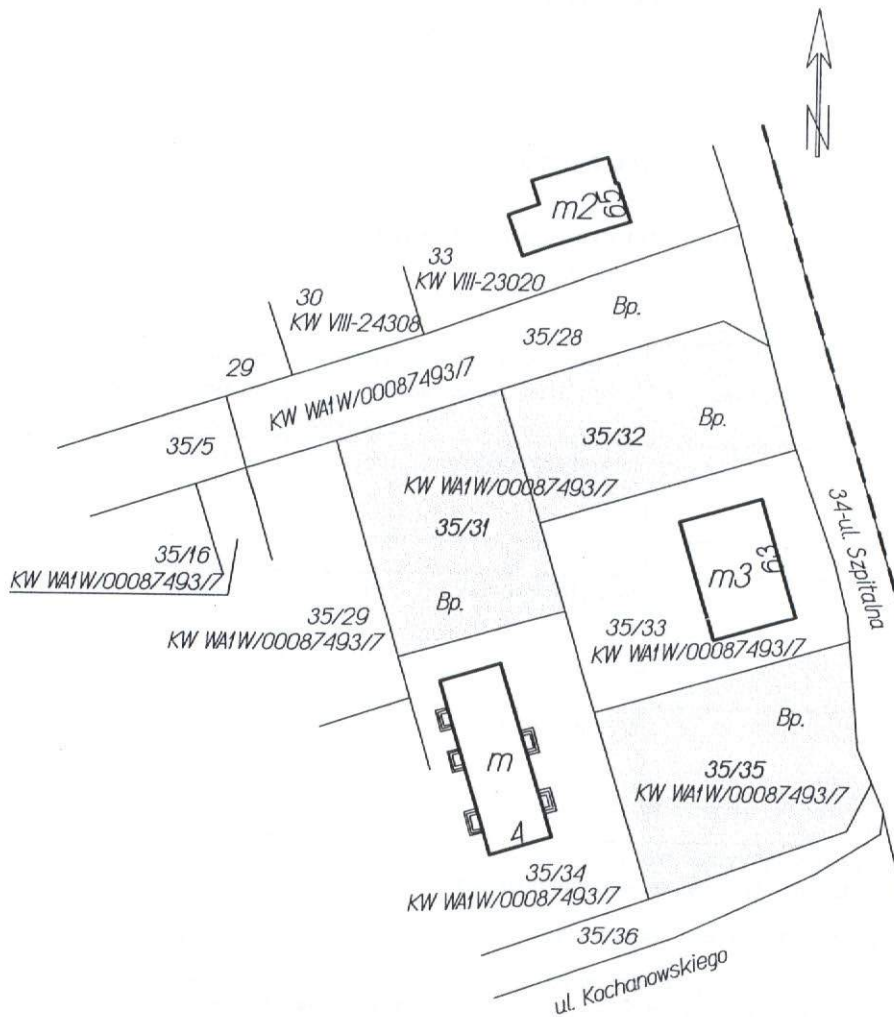 N
m2
65
33
KW VIII-23020
30
KW VIII-24308
Bp.
35/28
29
KW WA1W/00087493/7
35/5
35/32
Bp.
KW WA1W/00087493/7
35/31
34-ul. Szpitalna
35/16
KW WA1W/00087493/7
m3
63
Bp.
35/29
KW WA1W/00087493/7
35/33
KW WA1W/00087493/7
Bp.
m
35/35
KW WA1W/00087493/7
4
35/34
KW WA1W/00087493/7
35/36
ul. Kochanowskiego